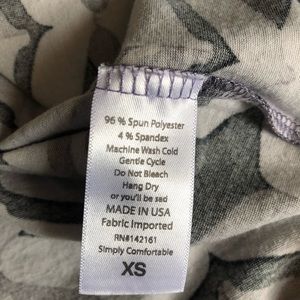 96 % Spun Polyester
4 % Spandex
Machine Wash Cold
Gentle Cycle
Do Not Bleach
Hang Dry
or you'll be sad
MADE IN USA
Fabric Imported
RN#142161
Simply Comfortable
XS